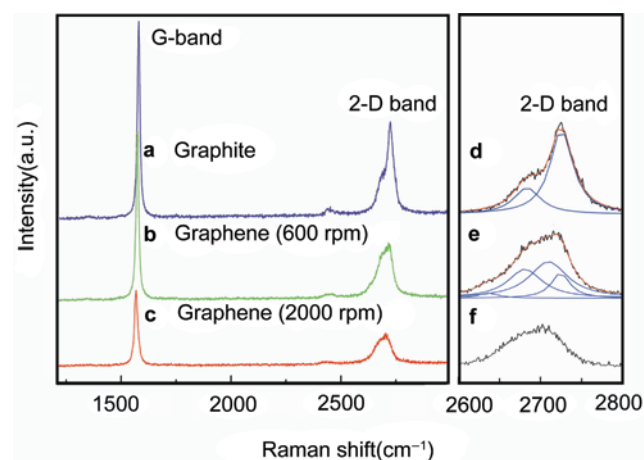 G-band
2-D band
2-D band
a Graphite
d
b Graphene (600 rpm)
e
c Graphene (2000 rpm)
f
Intensity(a.u.)
1500 2000 2500 2600 2700 2800
Raman shift(cm⁻¹)